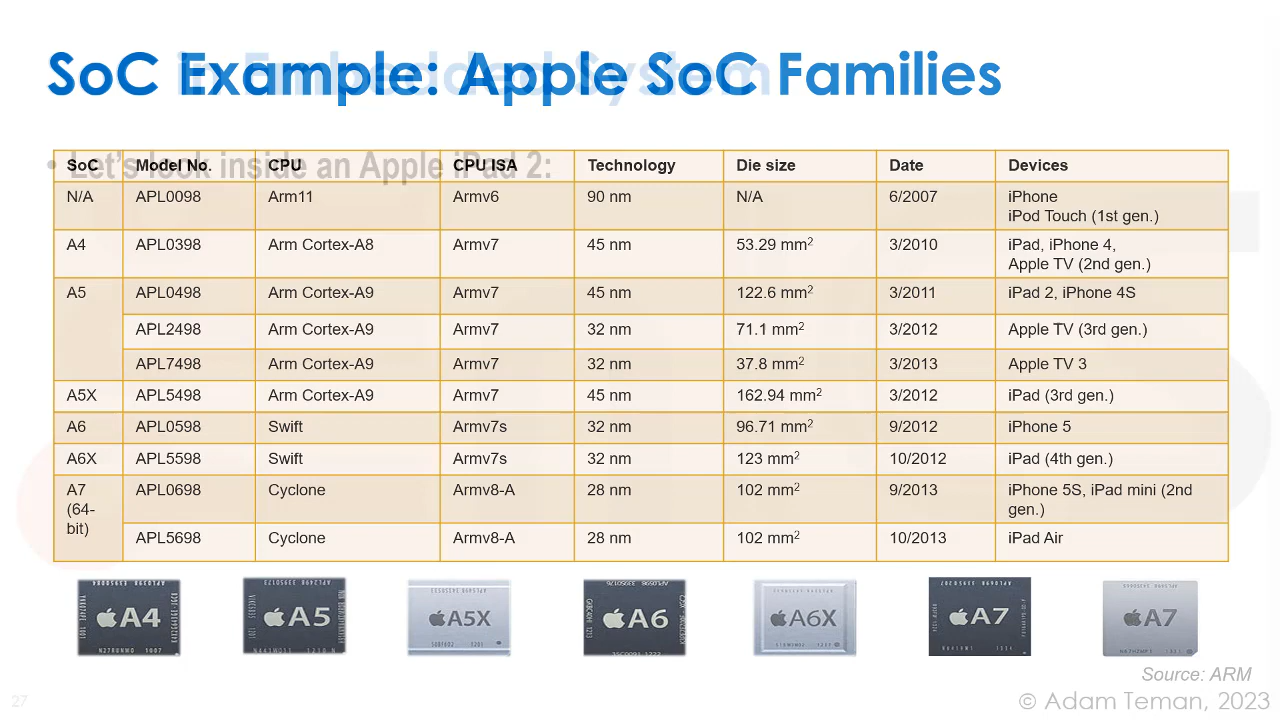 SoC Example: Apple SoC Families
in Embedded System
• Let's look inside an Apple iPad 2:
SoC Model No. CPU CPU ISA Technology Die size Date Devices
N/A APL0098 Arm11 Armv6 90 nm N/A 6/2007 iPhone
iPod Touch (1st gen.)
A4 APL0398 Arm Cortex-A8 Armv7 45 nm 53.29 mm² 3/2010 iPad, iPhone 4,
Apple TV (2nd gen.)
A5 APL0498 Arm Cortex-A9 Armv7 45 nm 122.6 mm² 3/2011 iPad 2, iPhone 4S
APL2498 Arm Cortex-A9 Armv7 32 nm 71.1 mm² 3/2012 Apple TV (3rd gen.)
APL7498 Arm Cortex-A9 Armv7 32 nm 37.8 mm² 3/2013 Apple TV 3
A5X APL5498 Arm Cortex-A9 Armv7 45 nm 162.94 mm² 3/2012 iPad (3rd gen.)
A6 APL0598 Swift Armv7s 32 nm 96.71 mm² 9/2012 iPhone 5
A6X APL5598 Swift Armv7s 32 nm 123 mm² 10/2012 iPad (4th gen.)
A7 APL0698 Cyclone Armv8-A 28 nm 102 mm² 9/2013 iPhone 5S, iPad mini (2nd
(64- gen.)
bit)
APL5698 Cyclone Armv8-A 28 nm 102 mm² 10/2013 iPad Air
A4 A5 A5X A6 A6X A7 A7
Source: ARM
27
© Adam Teman, 2023